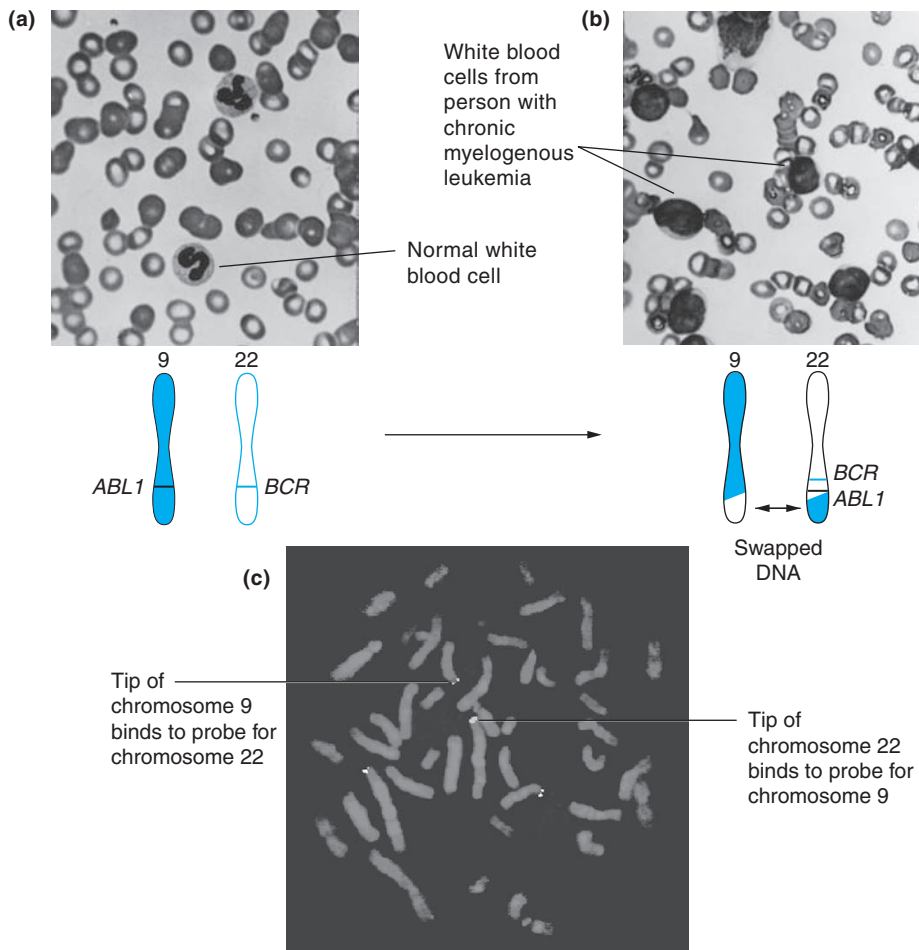 (a)
(b)
White blood
cells from
person with
chronic
myelogenous
leukemia
Normal white
blood cell
9
22
ABL1
BCR
9
22
BCR
ABL1
Swapped
DNA
(c)
Tip of
chromosome 9
binds to probe for
chromosome 22
Tip of
chromosome 22
binds to probe for
chromosome 9